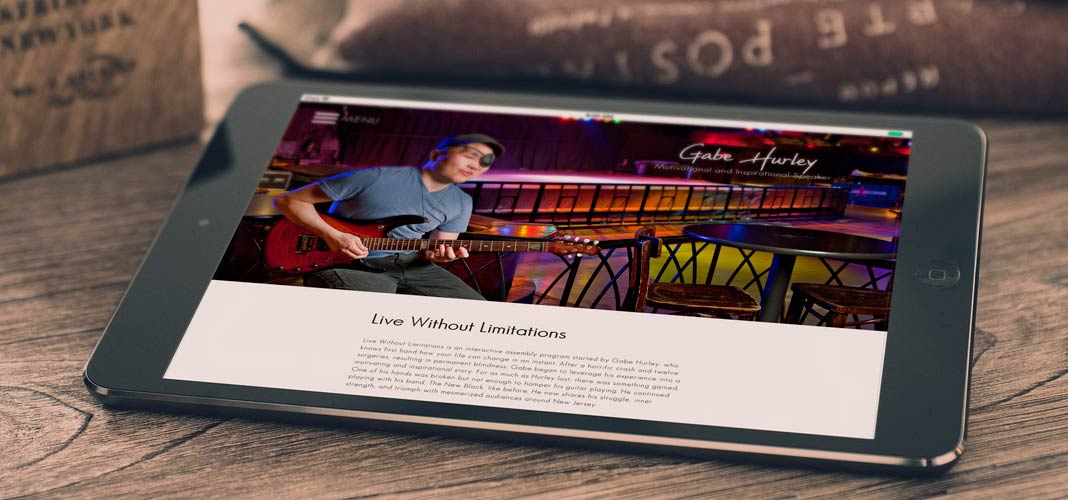 NEW YORK
POS
MENU
Gabe Hurley
Motivational and Inspirational Speaker
Live Without Limitations
Live Without Limitations is an interactive assembly program started by Gabe Hurley, who
knows first hand how your life can change in an instant. After a horrific crash and twelve
surgeries, resulting in permanent blindness, Gabe began to leverage his experience into a
motivating and inspirational story. For as much as Hurley lost, there was something gained.
One of his hands was broken but not enough to hamper his guitar playing. He continued
playing with his band, The New Black, like before. He now shares his struggle, inner
strength, and triumph with mesmerized audiences around New Jersey.